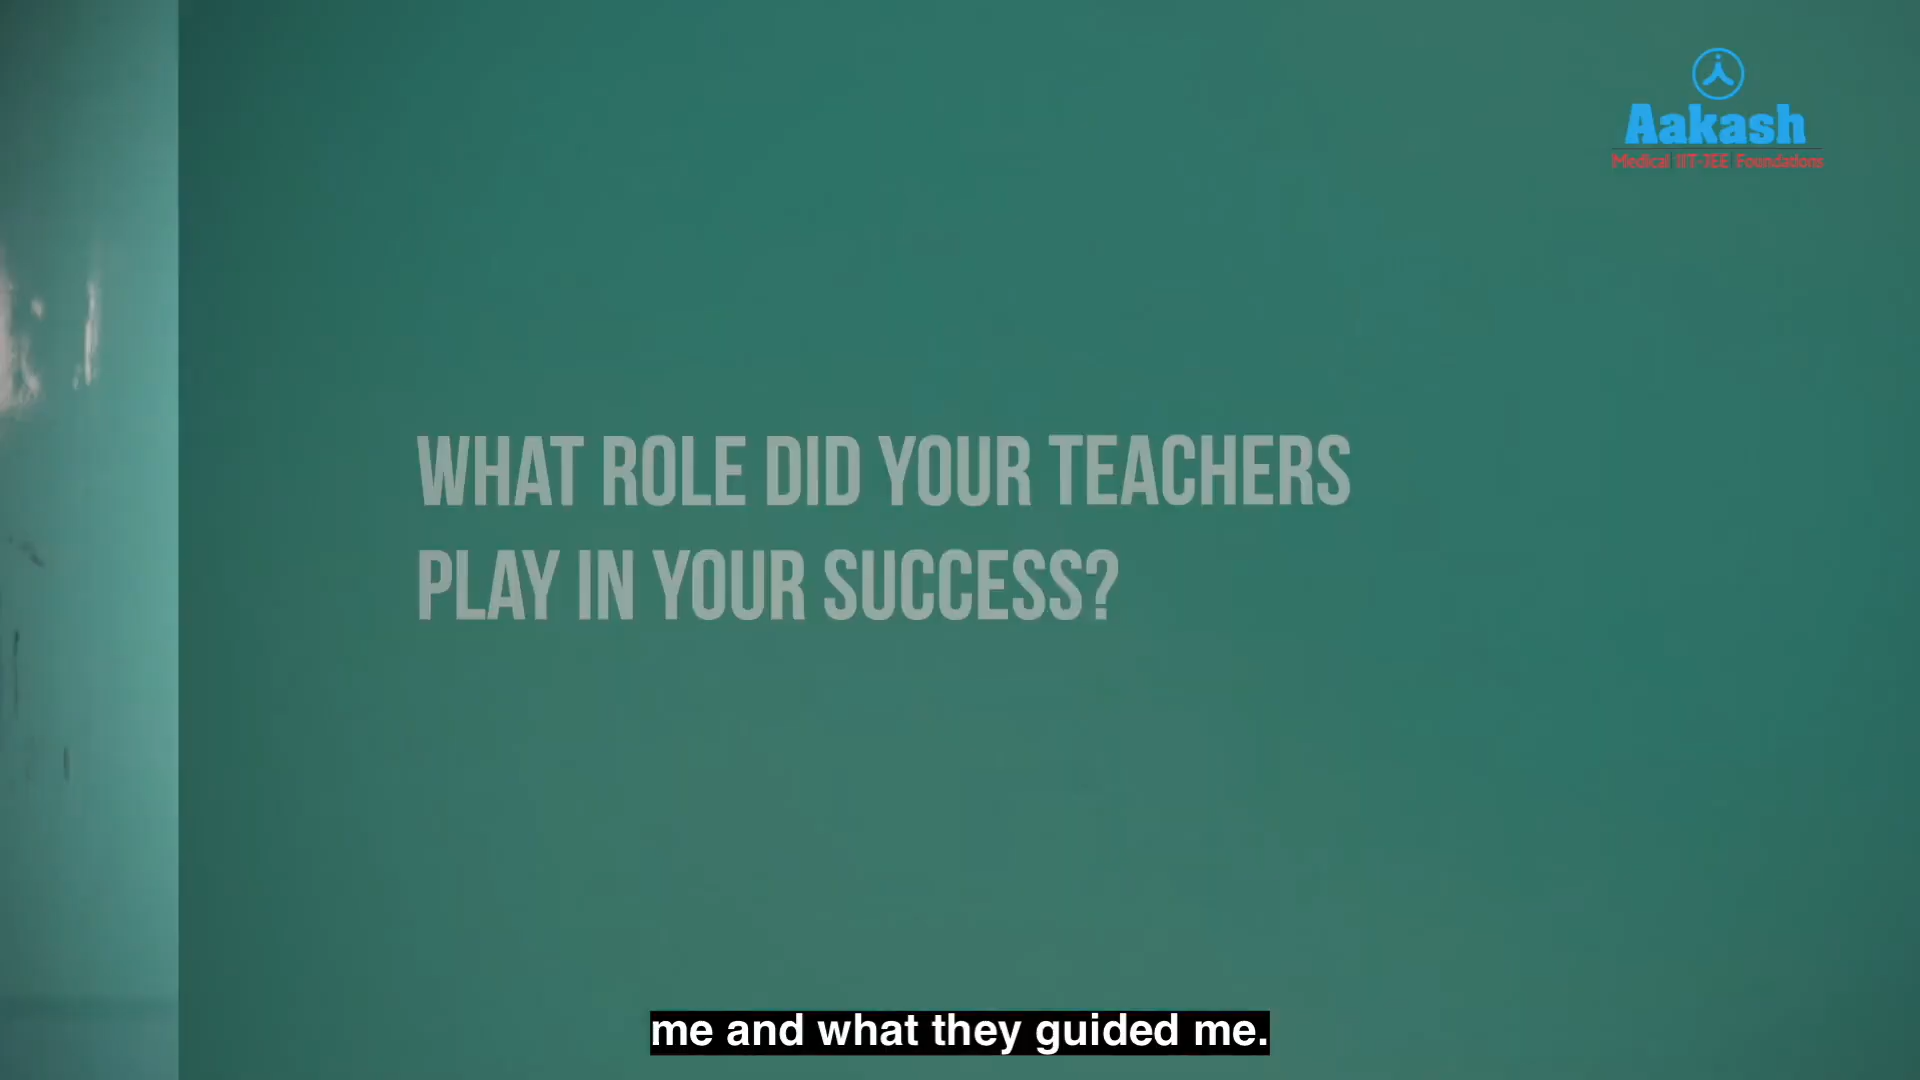 Aakash
Medical IIT-JEE Foundations
WHAT ROLE DID YOUR TEACHERS
PLAY IN YOUR SUCCESS?
me and what they guided me.